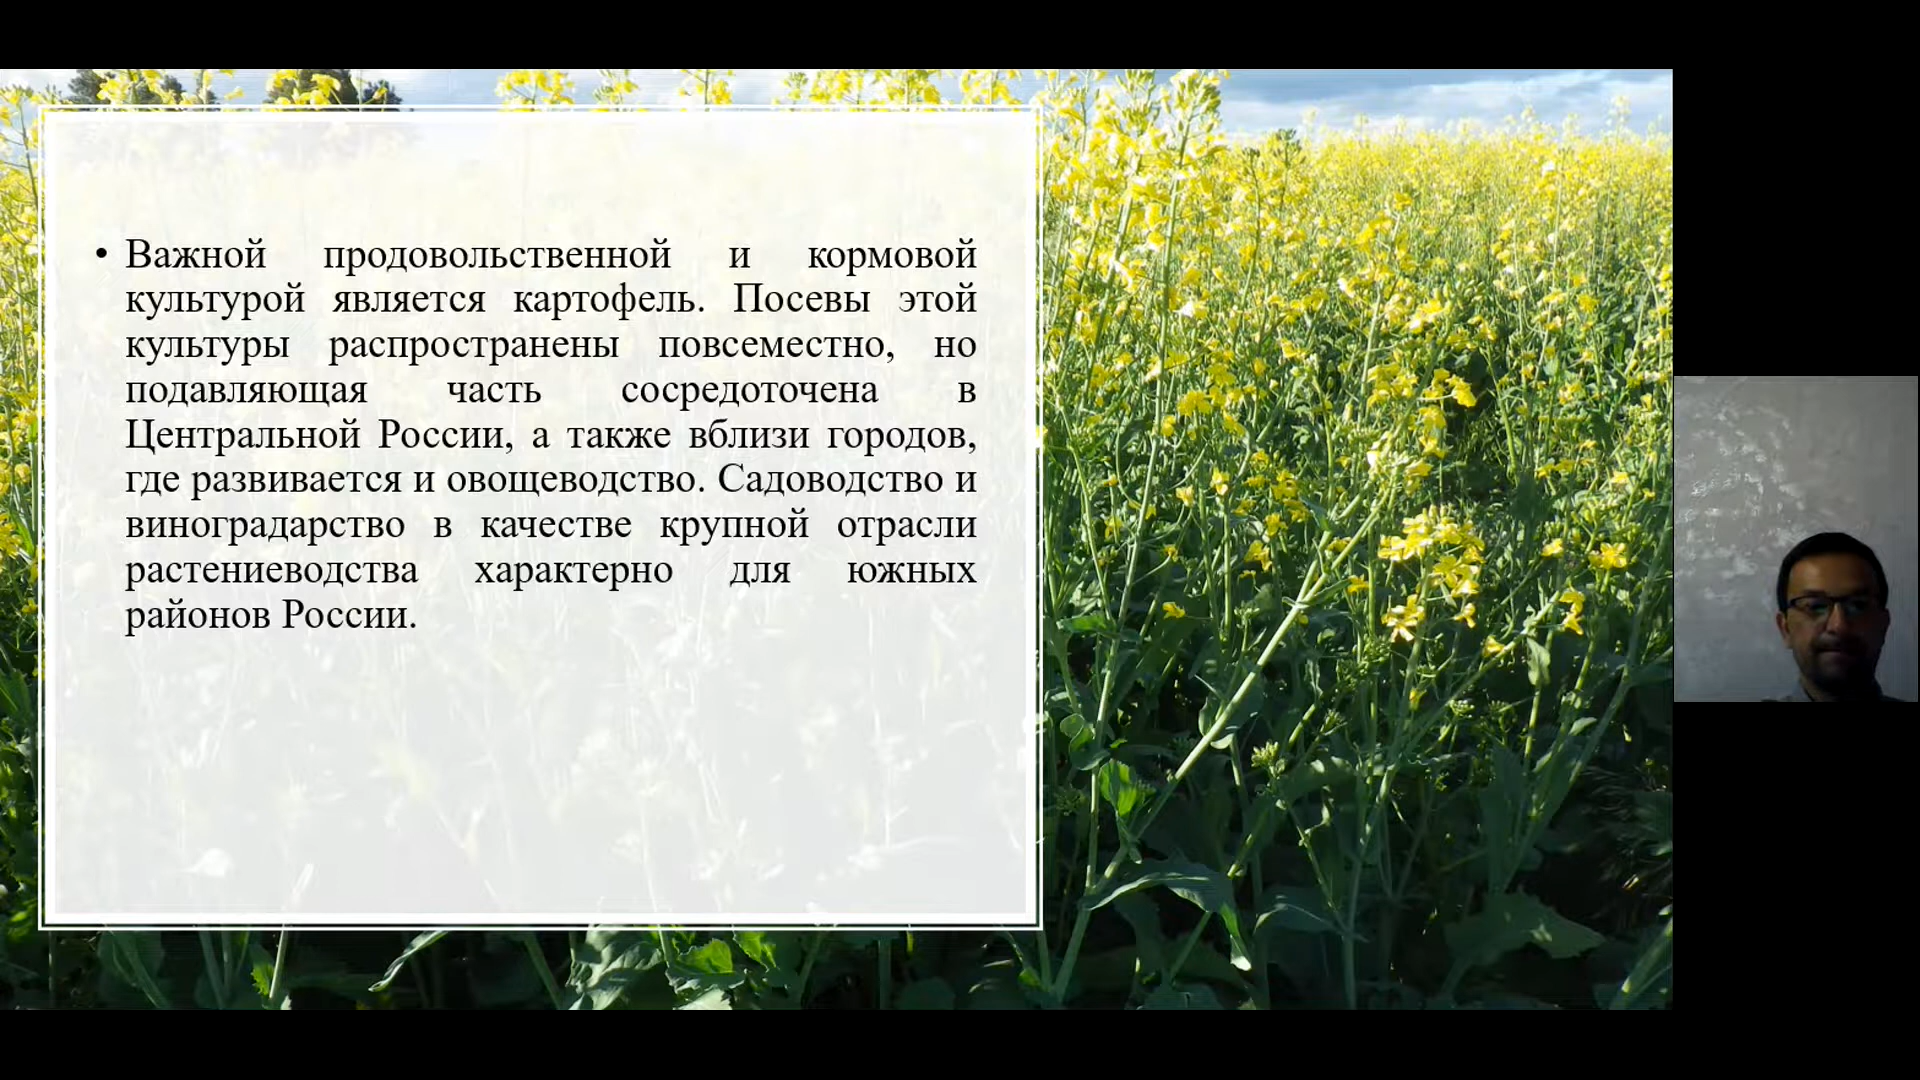 • Важной продовольственной и кормовой
культурой является картофель. Посевы этой
культуры распространены повсеместно, но
подавляющая часть сосредоточена в
Центральной России, а также вблизи городов,
где развивается и овощеводство. Садоводство и
виноградарство в качестве крупной отрасли
растениеводства характерно для южных
районов России.